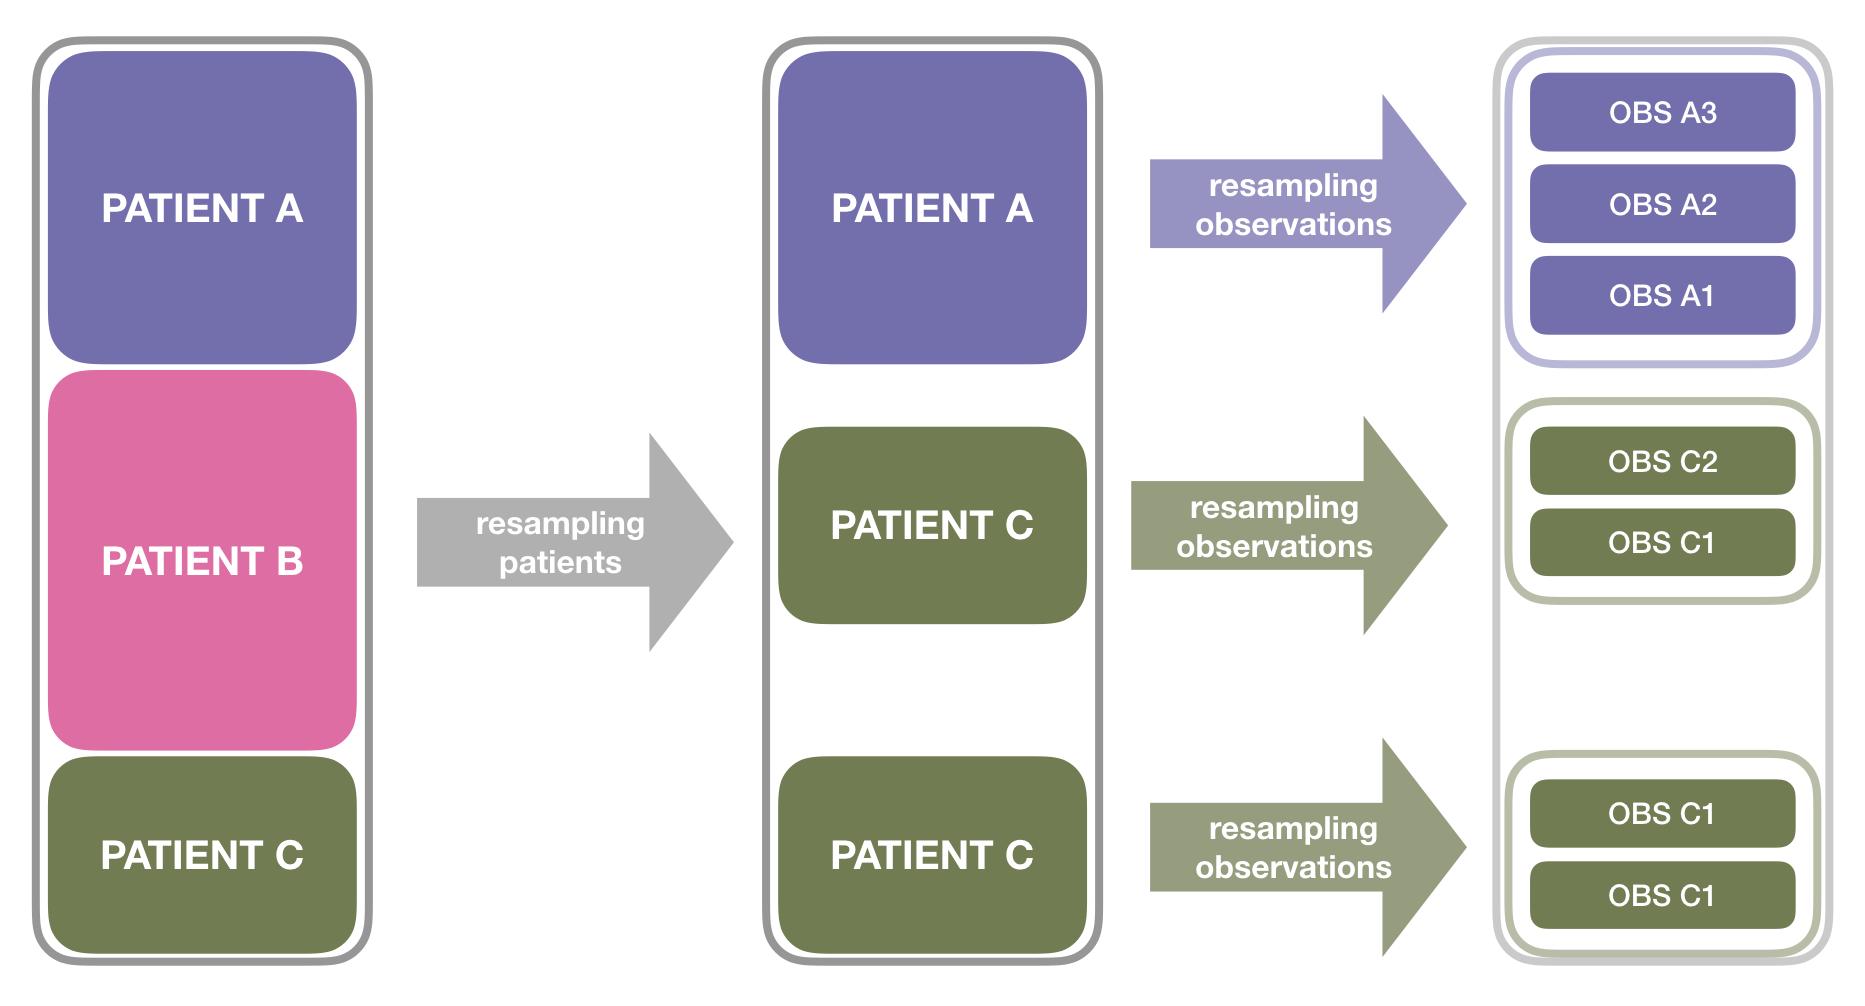 PATIENT A
PATIENT B
PATIENT C
resampling
patients
PATIENT A
PATIENT C
PATIENT C
resampling
observations
resampling
observations
resampling
observations
OBS A3
OBS A2
OBS A1
OBS C2
OBS C1
OBS C1
OBS C1